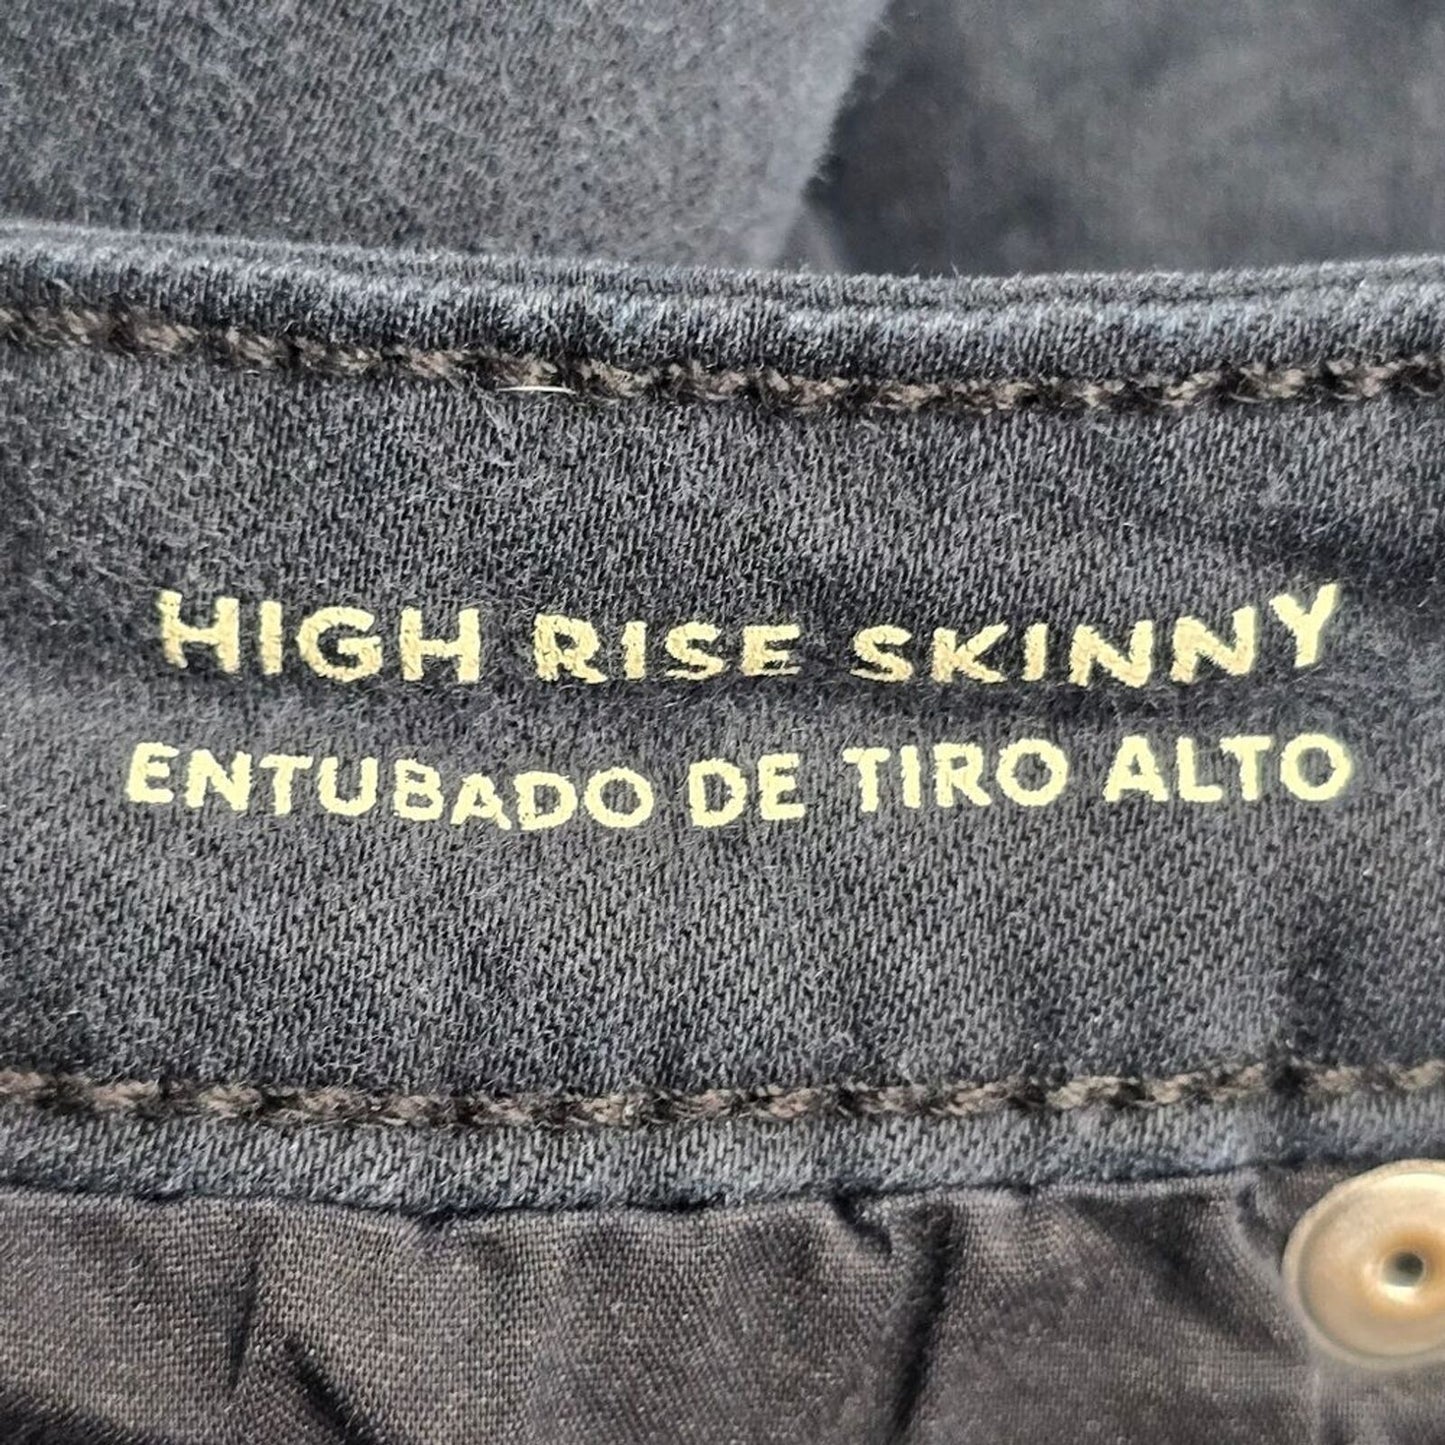 HIGH RISE SKINNY
ENTUBADO DE TIRO ALTO